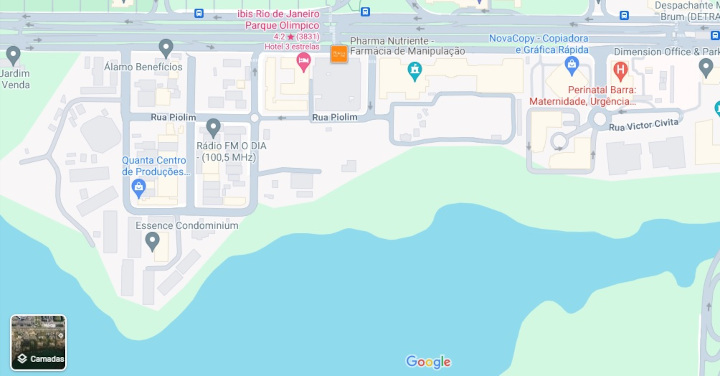 ibis Rio de Janeiro
Parque Olimpico
4.2★(3831)
Hotel 3 estrelas
Pharma Nutriente -
Farmácia de Manipulação
NovaCopy - Copiadora
e Gráfica Rápida
Despachante M
Brum (DETRA
Dimension Office & Park
Jardim
Venda
Álamo Benefícios
Perinatal Barra:
Maternidade, Urgência...
H
Rua Piolim
Rua Piolim
Rua Victor Civita
Rádio FM O DIA
- (100,5 MHz)
Quanta Centro
de Produções...
Essence Condominium
Camadas
Google